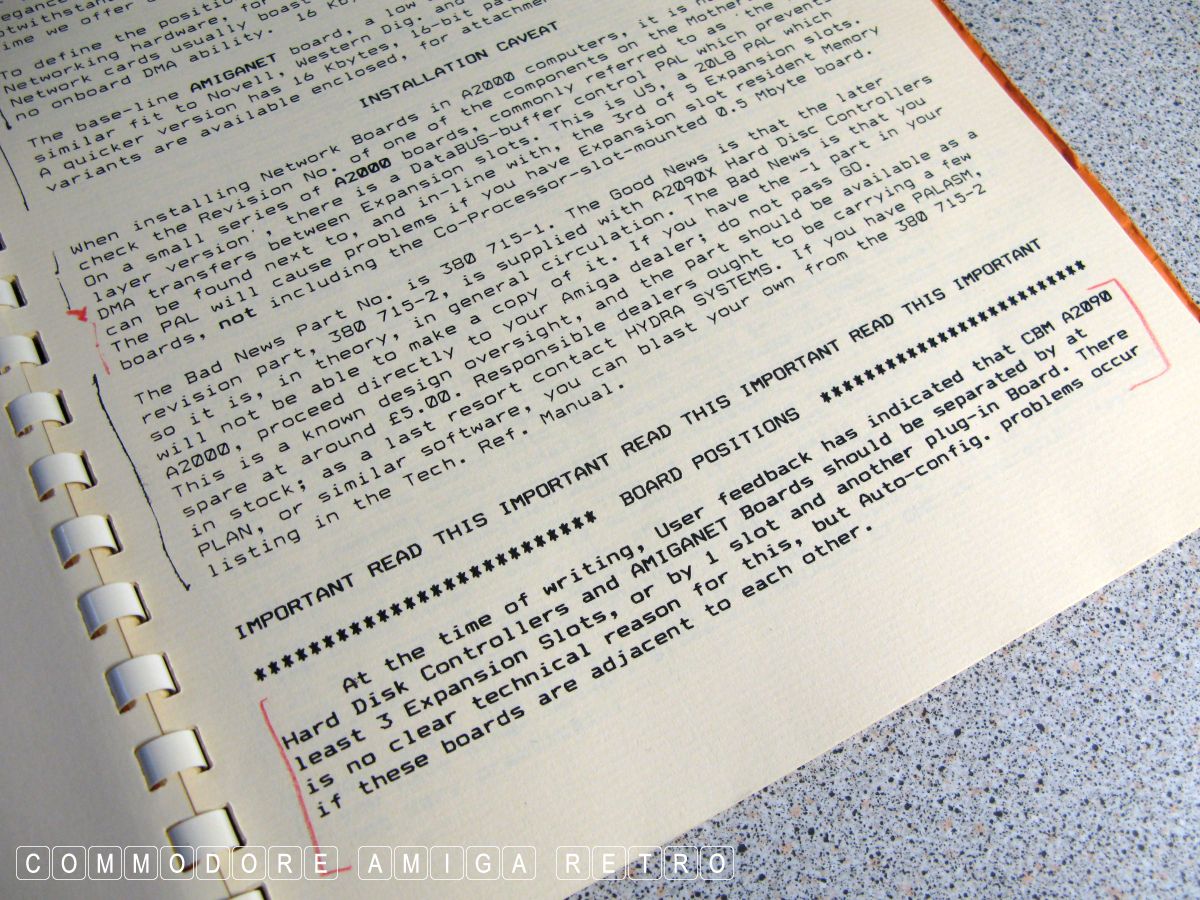 To define the position
Networking hardware, for
Network cards usually boast
no onboard DMA ability. 16 Kby
The base-line AMIGANET board, a low
similar fit to Novell, Western Dig. and
A quicker version has 16 Kbytes, 16-bit pa
variants are available enclosed, for attachment
INSTALLATION CAVEAT
When installing Network Boards in A2000 computers, it is ne
check the Revision No. of one of the components on the Mother
On a small series of A2000 boards, commonly referred to as 'the
layer version', there is a DataBUS-buffer control PAL which prevents
DMA transfers between Expansion slots. This is U5, a 20L8 PAL which
can be found next to, and in-line with, the 3rd of 5 Expansion slots.
The PAL will cause problems if you have Expansion slot resident Memory
boards, not including the Co-Processor-slot-mounted 0.5 Mbyte board.
The Bad News Part No. is 380 715-1. The Good News is that the later
revision part, 380 715-2, is supplied with A2090X Hard Disc Controllers
so it is, in theory, in general circulation. The Bad News is that you
will not be able to make a copy of it. If you have the -1 part in your
A2000, proceed directly to your Amiga dealer; do not pass GO.
This is a known design oversight, and the part should be available as a
spare at around £5.00. Responsible dealers ought to be carrying a few
in stock; as a last resort contact HYDRA SYSTEMS. If you have PALASM,
PLAN, or similar software, you can blast your own from the 380 715-2
listing in the Tech. Ref. Manual.
IMPORTANT READ THIS IMPORTANT READ THIS IMPORTANT READ THIS IMPORTANT READ THIS IMPORTANT
************************** BOARD POSITIONS **************************
At the time of writing, User feedback has indicated that CBM A2090
Hard Disk Controllers and AMIGANET Boards should be separated by at
least 3 Expansion Slots, or by 1 slot and another plug-in Board. There
is no clear technical reason for this, but Auto-config. problems occur
if these boards are adjacent to each other.
COMMODORE AMIGA RETRO